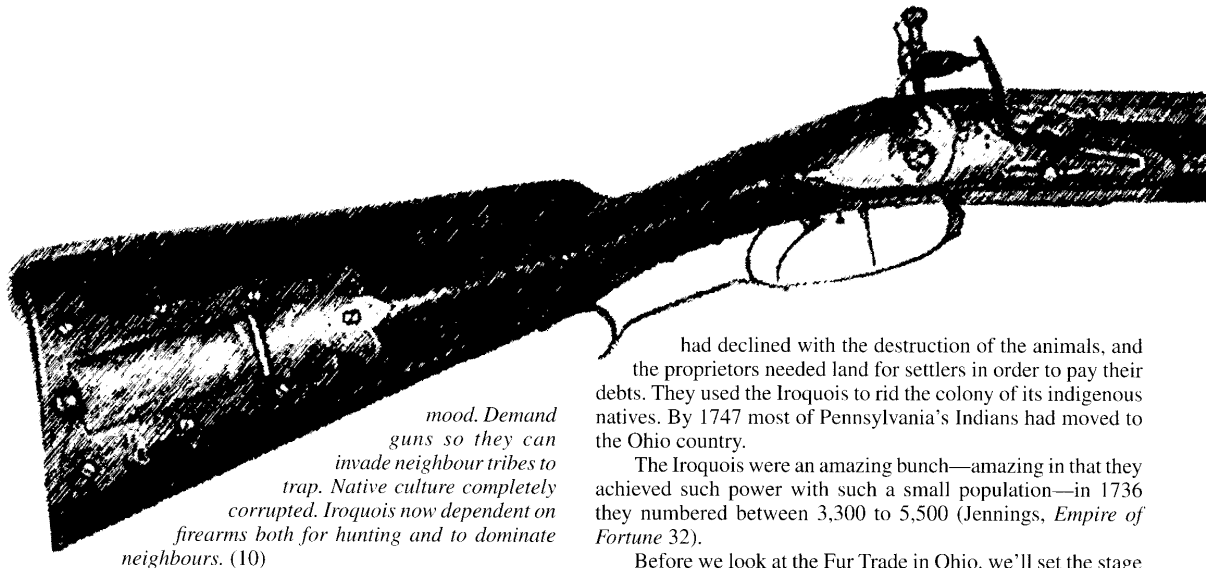 mood. Demand
guns so they can
invade neighbour tribes to
trap. Native culture completely
corrupted. Iroquois now dependent on
firearms both for hunting and to dominate
neighbours. (10)
had declined with the destruction of the animals, and
the proprietors needed land for settlers in order to pay their
debts. They used the Iroquois to rid the colony of its indigenous
natives. By 1747 most of Pennsylvania's Indians had moved to
the Ohio country.
The Iroquois were an amazing bunch—amazing in that they
achieved such power with such a small population—in 1736
they numbered between 3,300 to 5,500 (Jennings, Empire of
Fortune 32).
Before we look at the Fur Trade in Ohio, we'll set the stage